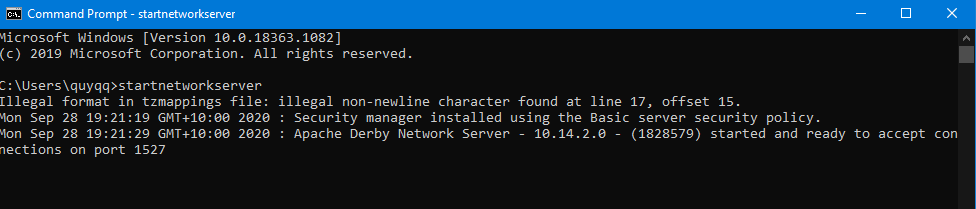 Command Prompt - startnetworkserver
Microsoft Windows [Version 10.0.18363.1082]
(c) 2019 Microsoft Corporation. All rights reserved.
C:\Users\quyqq>startnetworkserver
Illegal format in tzmappings file: illegal non-newline character found at line 17, offset 15.
Mon Sep 28 19:21:19 GMT+10:00 2020 : Security manager installed using the Basic server security policy.
Mon Sep 28 19:21:29 GMT+10:00 2020 : Apache Derby Network Server - 10.14.2.0 - (1828579) started and ready to accept con
nections on port 1527